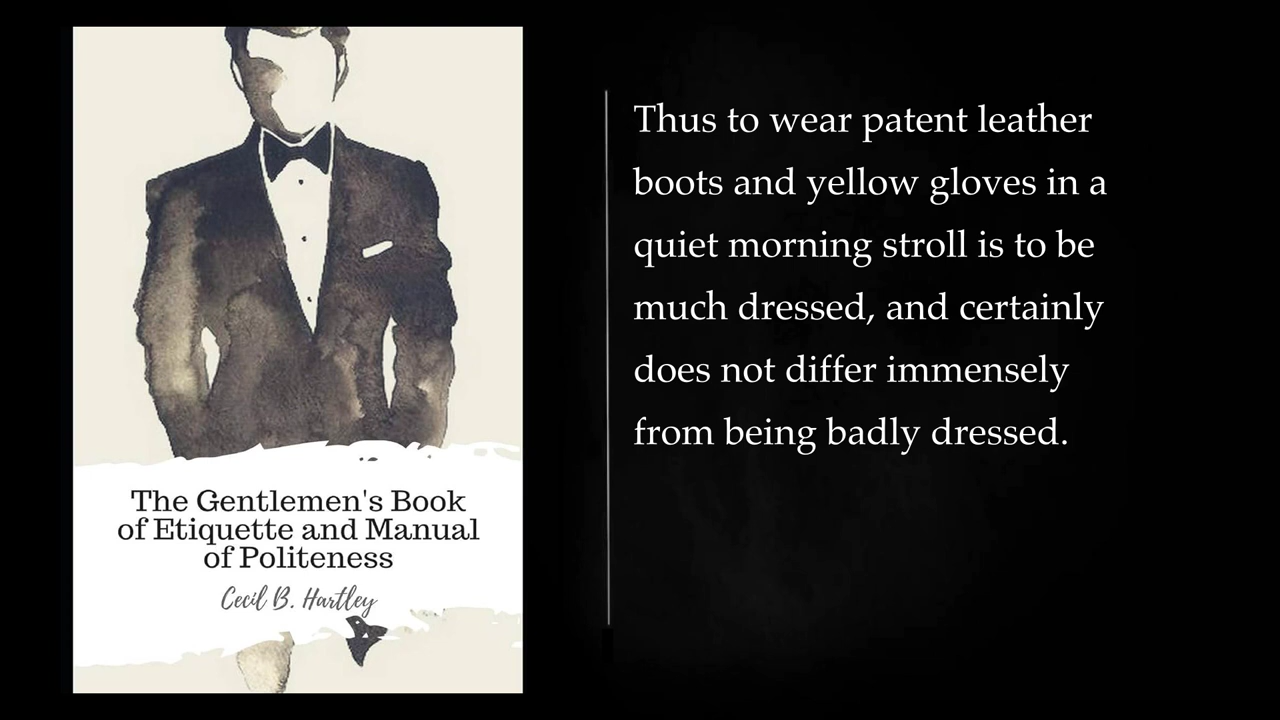 The Gentlemen's Book
of Etiquette and Manual
of Politeness
Cecil B. Hartley
Thus to wear patent leather
boots and yellow gloves in a
quiet morning stroll is to be
much dressed, and certainly
does not differ immensely
from being badly dressed.